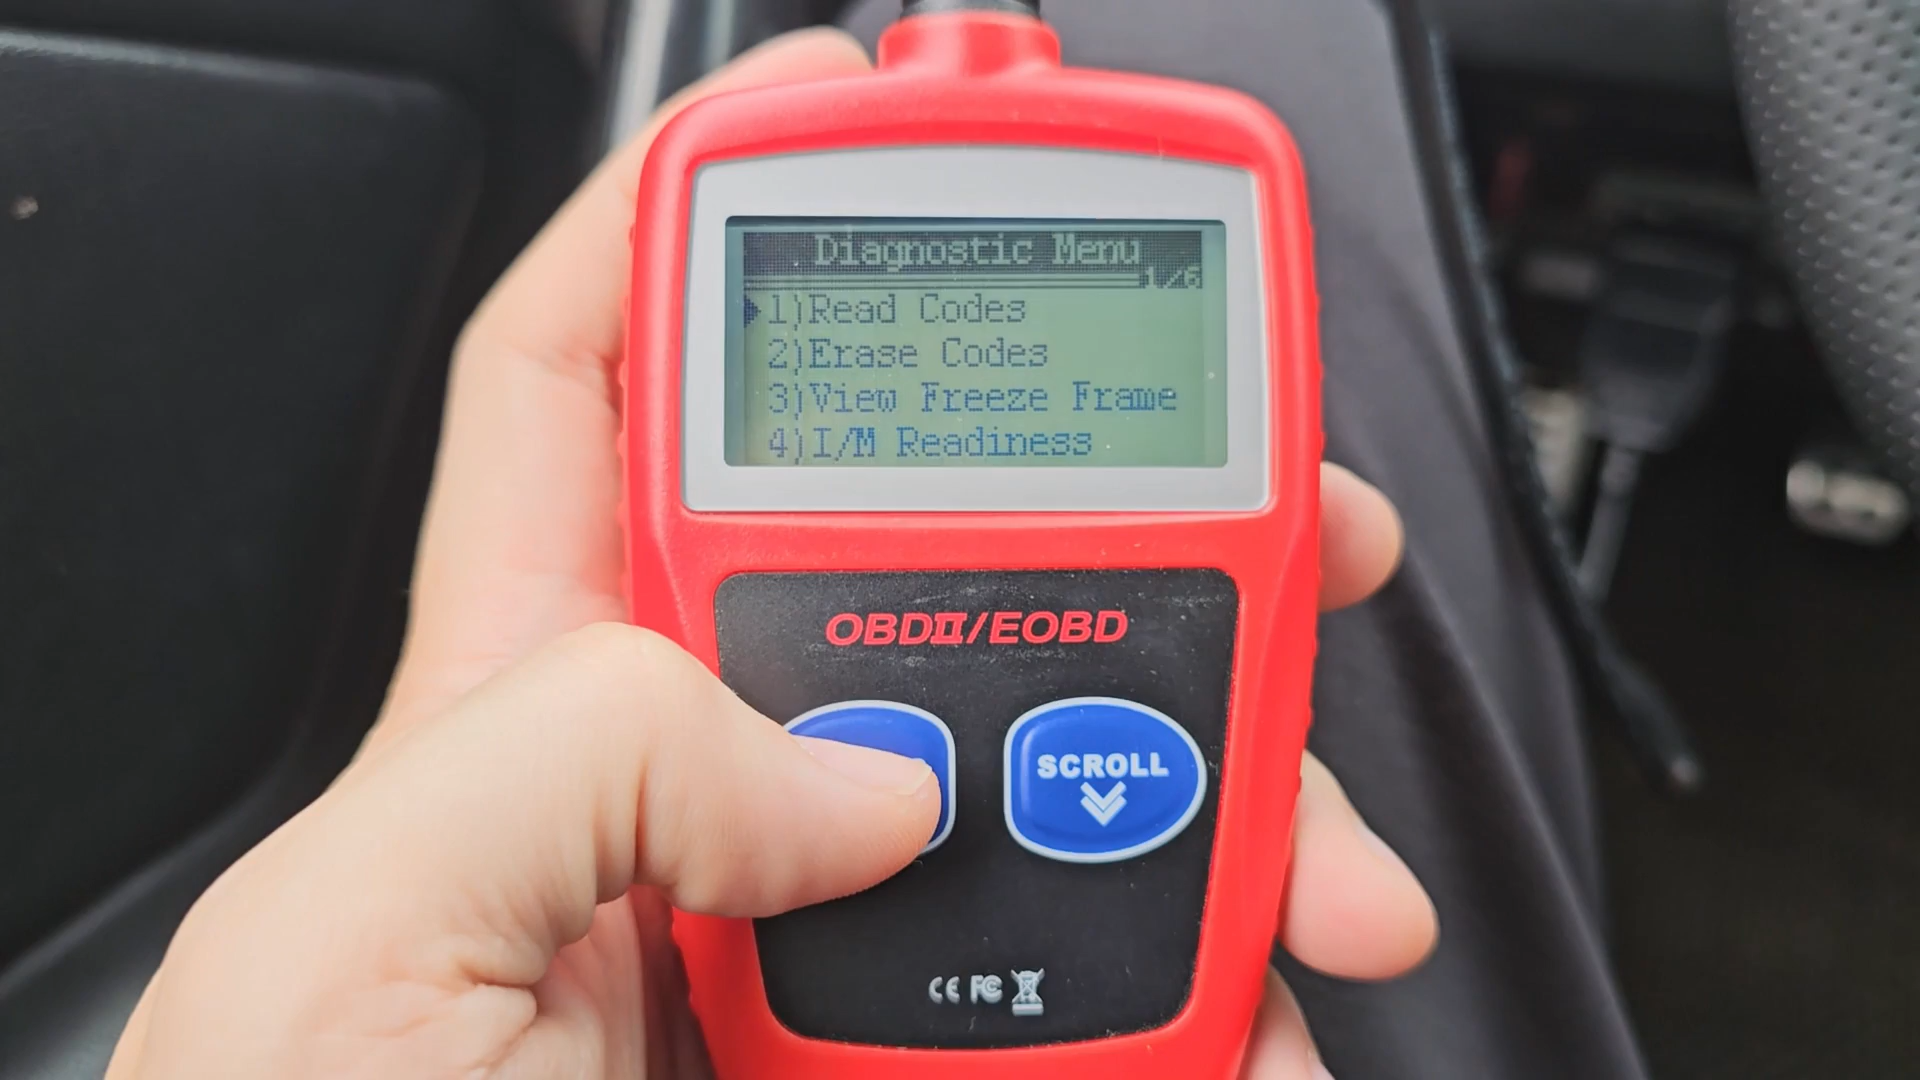 Diagnostic Menu
1/6
1)Read Codes
2)Erase Codes
3)View Freeze Frame
4)I/M Readiness
OBDII/EOBD
SCROLL
CE FC